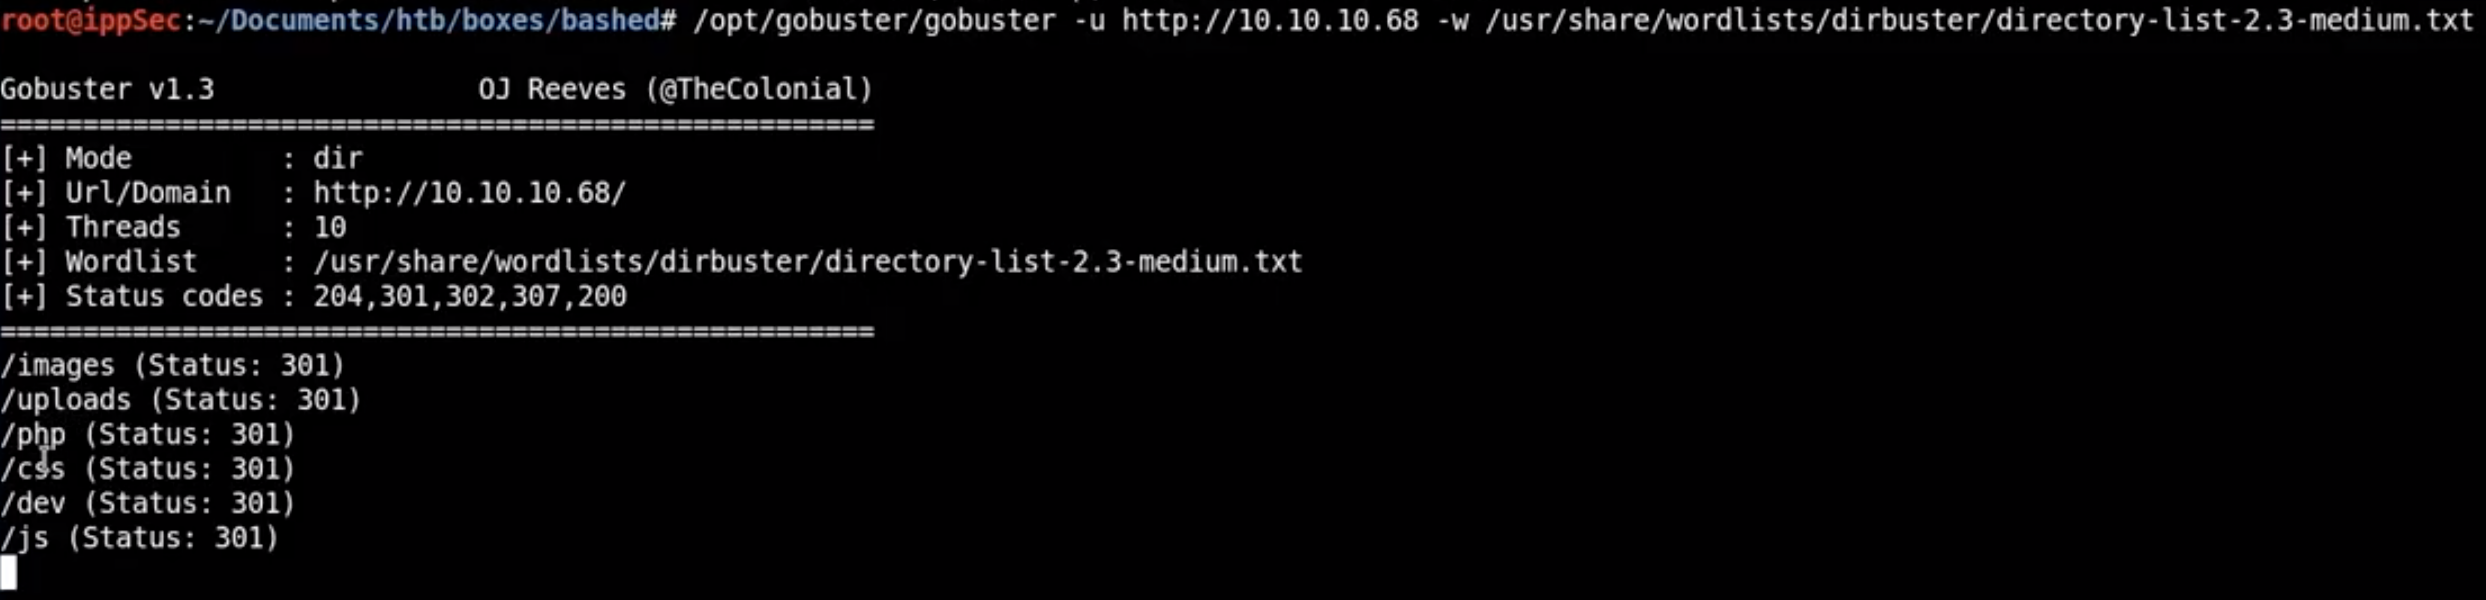 root@ippSec:~/Documents/htb/boxes/bashed# /opt/gobuster/gobuster -u http://10.10.10.68 -w /usr/share/wordlists/dirbuster/directory-list-2.3-medium.txt
Gobuster v1.3                OJ Reeves (@TheColonial)
=====================================================
[+] Mode         : dir
[+] Url/Domain   : http://10.10.10.68/
[+] Threads      : 10
[+] Wordlist     : /usr/share/wordlists/dirbuster/directory-list-2.3-medium.txt
[+] Status codes : 204,301,302,307,200
=====================================================
/images (Status: 301)
/uploads (Status: 301)
/php (Status: 301)
/css (Status: 301)
/dev (Status: 301)
/js (Status: 301)